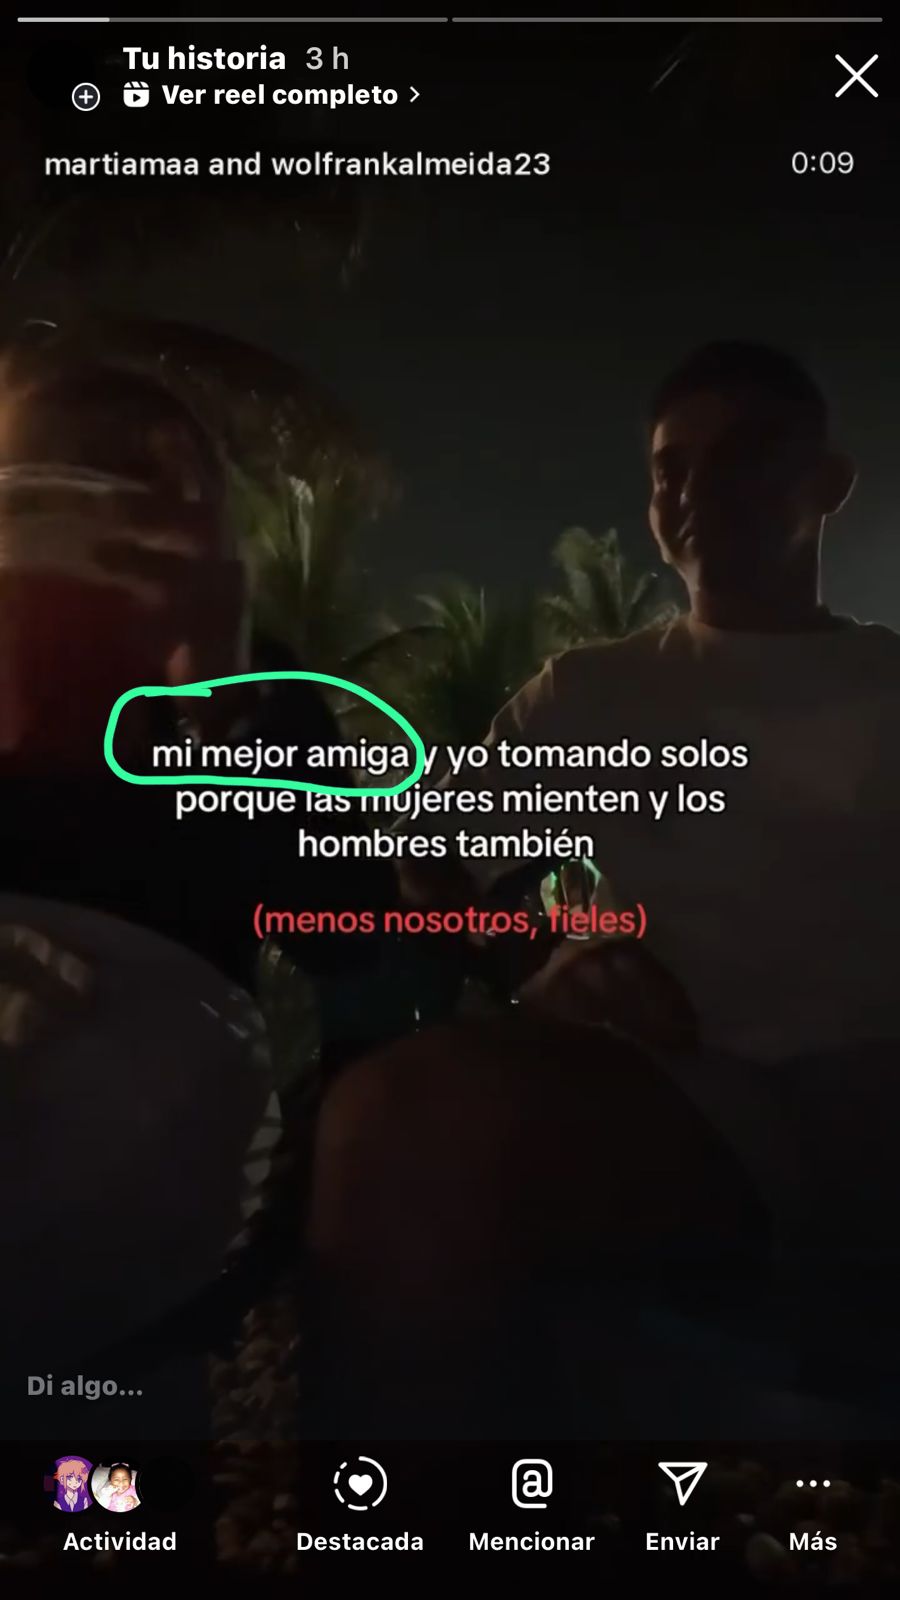 Tu historia 3 h
Ver reel completo >
martiamaa and wolfrankalmeida23 0:09
mi mejor amiga y yo tomando solos
porque las mujeres mienten y los
hombres también
(menos nosotros, fieles)
Di algo...
Actividad Destacada Mencionar Enviar Más